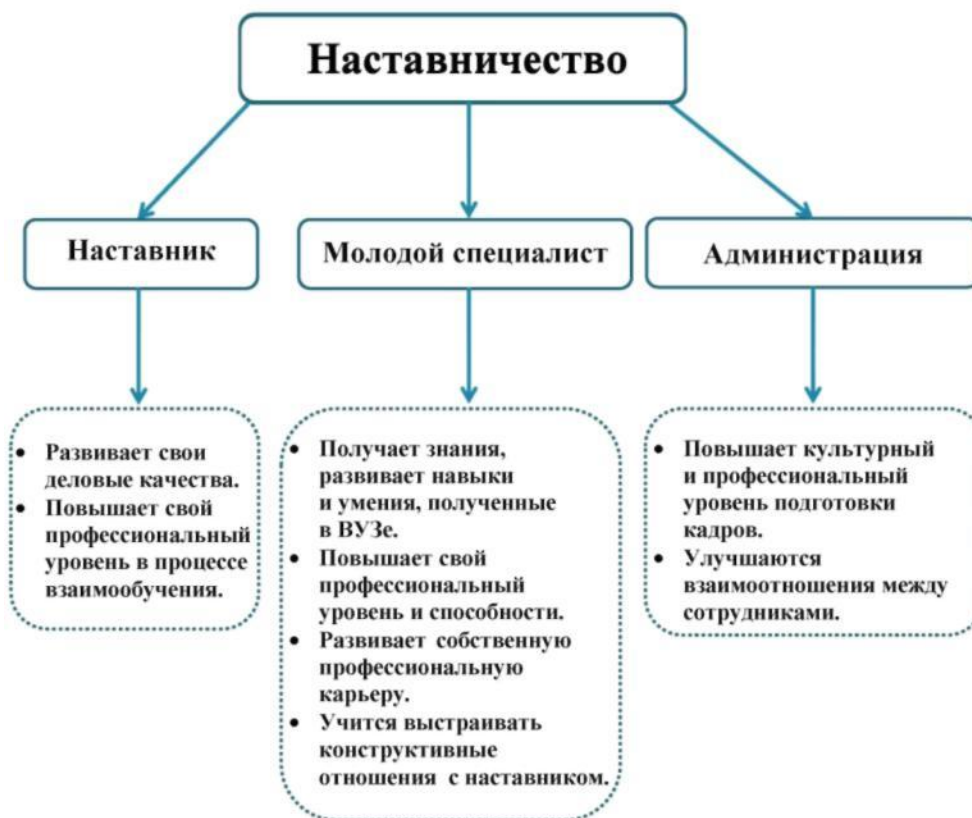 Наставничество
Наставник
Молодой специалист
Администрация
• Развивает свои
деловые качества.
• Повышает свой
профессиональный
уровень в процессе
взаимообучения.
• Получает знания,
развивает навыки
и умения, полученные
в ВУЗе.
• Повышает свой
профессиональный
уровень и способности.
• Развивает собственную
профессиональную
карьеру.
• Учится выстраивать
конструктивные
отношения с наставником.
• Повышает культурный
и профессиональный
уровень подготовки
кадров.
• Улучшаются
взаимоотношения между
сотрудниками.